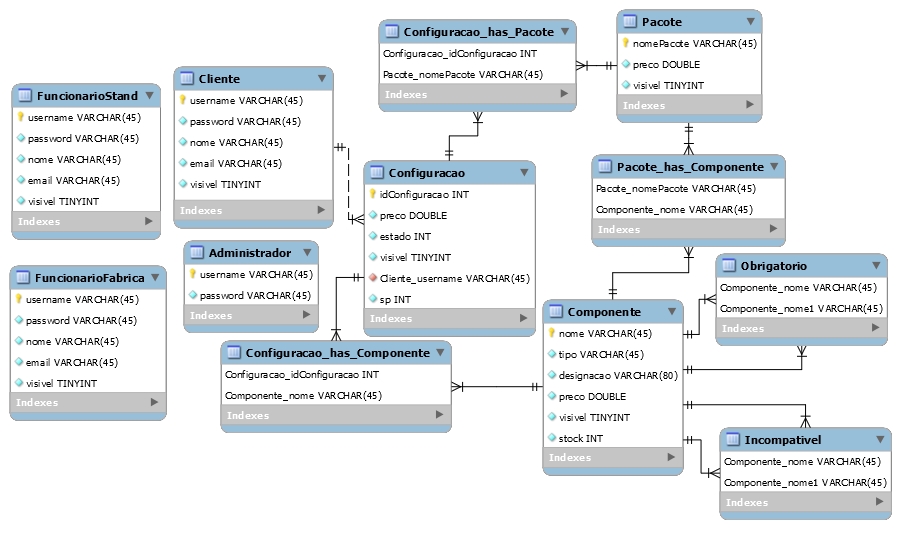 FuncionarioStand
username VARCHAR(45)
password VARCHAR(45)
nome VARCHAR(45)
email VARCHAR(45)
visivel TINYINT
Indexes
Cliente
username VARCHAR(45)
password VARCHAR(45)
nome VARCHAR(45)
email VARCHAR(45)
visivel TINYINT
Indexes
Configuracao_has_Pacote
Configuracao_idConfiguracao INT
Pacote_nomePacote VARCHAR(45)
Indexes
Pacote
nomePacote VARCHAR(45)
preco DOUBLE
visivel TINYINT
Indexes
Configuracao
idConfiguracao INT
preco DOUBLE
estado INT
visivel TINYINT
Cliente_username VARCHAR(45)
sp INT
Indexes
Pacote_has_Componente
Pacote_nomePacote VARCHAR(45)
Componente_nome VARCHAR(45)
Indexes
FuncionarioFabrica
username VARCHAR(45)
password VARCHAR(45)
nome VARCHAR(45)
email VARCHAR(45)
visivel TINYINT
Indexes
Administrador
username VARCHAR(45)
password VARCHAR(45)
Indexes
Obrigatorio
Componente_nome VARCHAR(45)
Componente_nome1 VARCHAR(45)
Indexes
Configuracao_has_Componente
Configuracao_idConfiguracao INT
Componente_nome VARCHAR(45)
Indexes
Componente
nome VARCHAR(45)
tipo VARCHAR(45)
designacao VARCHAR(80)
preco DOUBLE
visivel TINYINT
stock INT
Indexes
Incompativel
Componente_nome VARCHAR(45)
Componente_nome1 VARCHAR(45)
Indexes